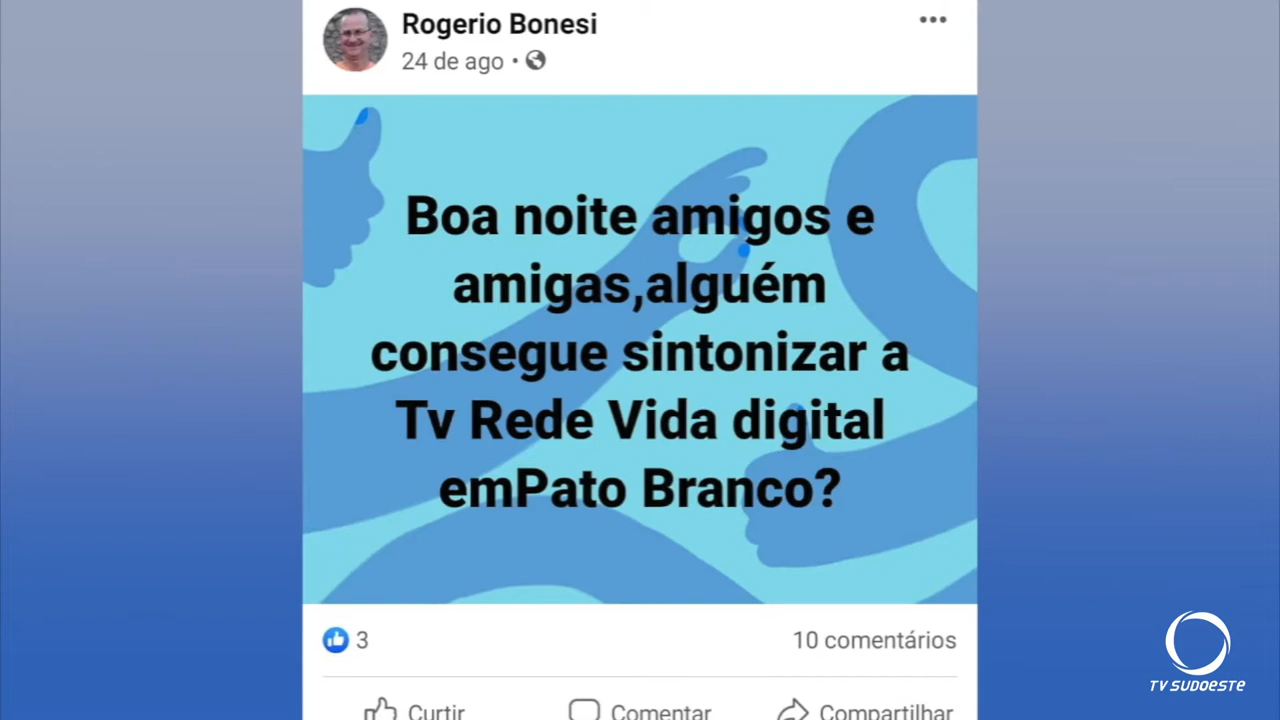 Rogerio Bonesi
24 de ago
Boa noite amigos e
amigas,alguém
consegue sintonizar a
Tv Rede Vida digital
emPato Branco?
3
10 comentários
Curtir
Comentar
Compartilhar
TV SUDOESTE